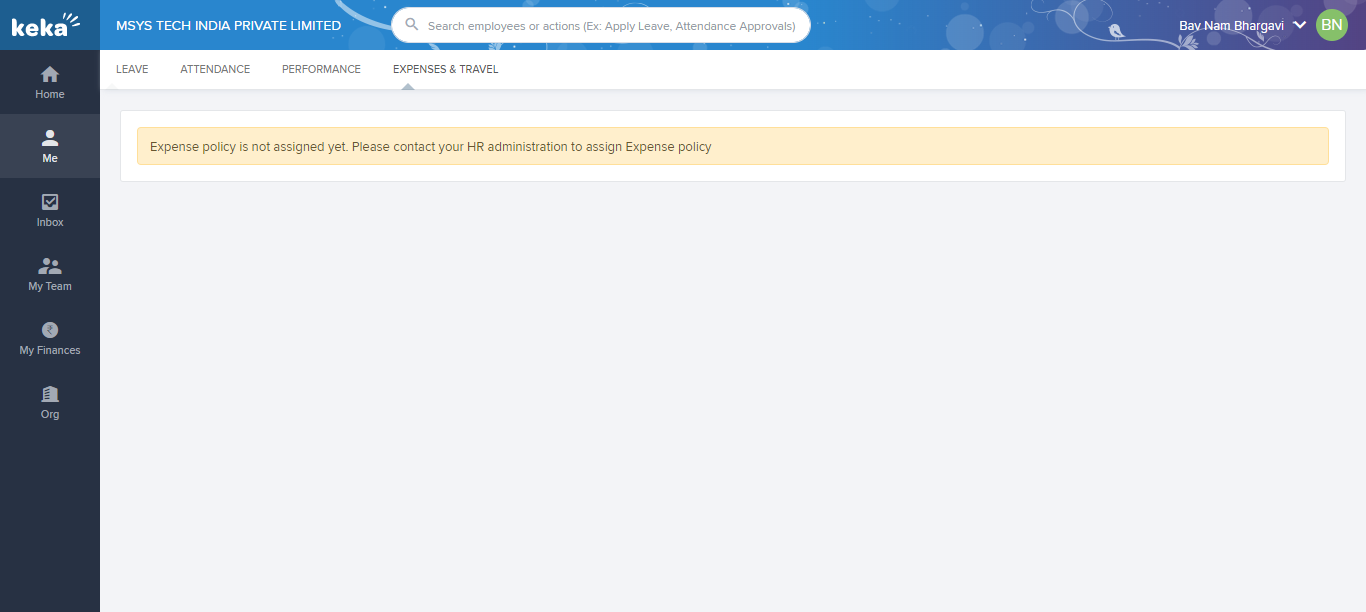 keka
MSYS TECH INDIA PRIVATE LIMITED
Search employees or actions (Ex: Apply Leave, Attendance Approvals)
Bav Nam Bhargavi
BN
LEAVE ATTENDANCE PERFORMANCE EXPENSES & TRAVEL
Home
Me
Inbox
My Team
₹
My Finances
Org
Expense policy is not assigned yet. Please contact your HR administration to assign Expense policy